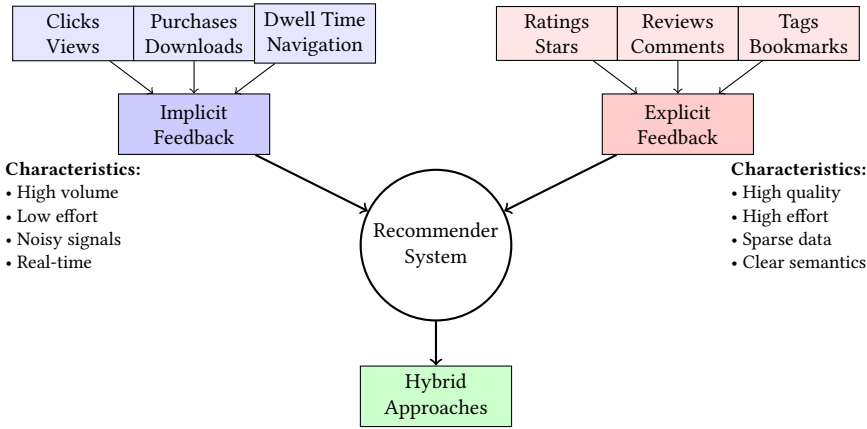 Clicks
Views
Purchases
Downloads
Dwell Time
Navigation
Ratings
Stars
Reviews
Comments
Tags
Bookmarks
Implicit
Feedback
Explicit
Feedback
Characteristics:
• High volume
• Low effort
• Noisy signals
• Real-time
Recommender
System
Characteristics:
• High quality
• High effort
• Sparse data
• Clear semantics
Hybrid
Approaches